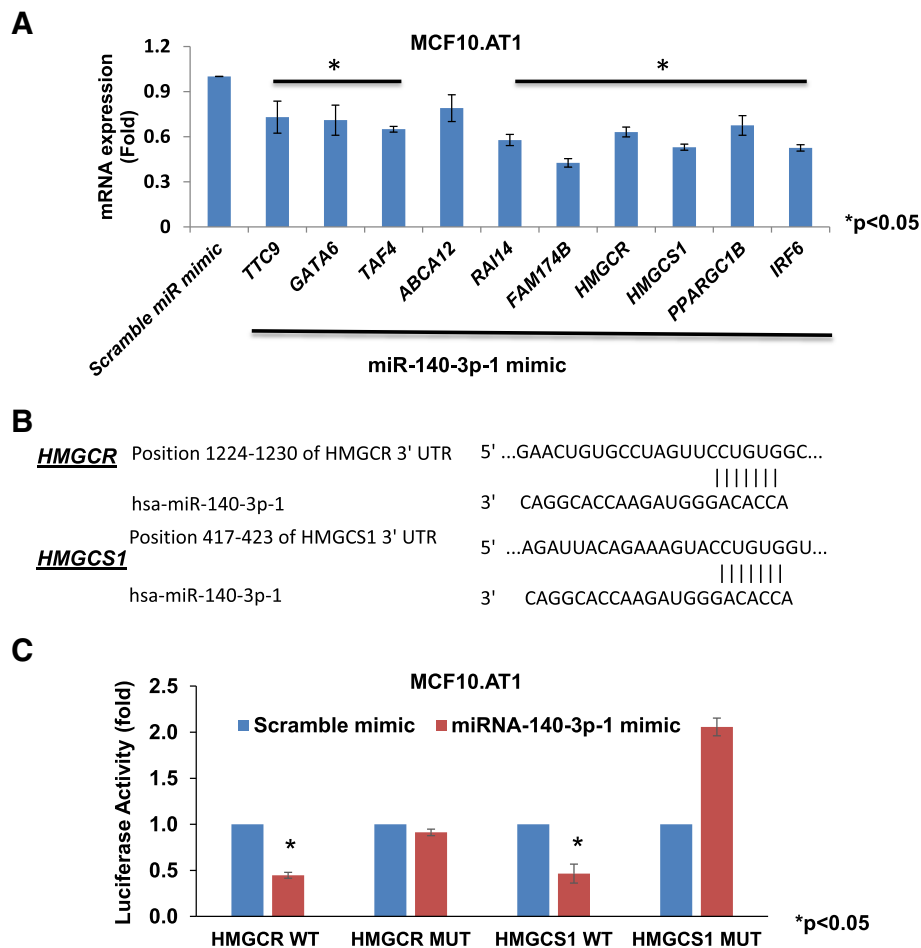 A
MCF10.AT1
mRNA expression
(Fold)
1.2
0.9
0.6
0.3
0
*
*
*p<0.05
Scramble miR mimic
TTC9
GATA6
TAF4
ABCA12
RAI14
FAM174B
HMGCR
HMGCS1
PPARGC1B
IRF6
miR-140-3p-1 mimic
B
HMGCR
Position 1224-1230 of HMGCR 3' UTR
5' ...GAACUGUGCCUAGUUCCUGUGGC...
hsa-miR-140-3p-1
3' CAGGCACCAAGAUGGGACACCA
HMGCS1
Position 417-423 of HMGCS1 3' UTR
5' ...AGAUUACAGAAAGUACCUGUGGU...
hsa-miR-140-3p-1
3' CAGGCACCAAGAUGGGACACCA
C
MCF10.AT1
Luciferase Activity (fold)
2.5
2.0
1.5
1.0
0.5
0.0
Scramble mimic
miRNA-140-3p-1 mimic
*
*
HMGCR WT
HMGCR MUT
HMGCS1 WT
HMGCS1 MUT
*p<0.05